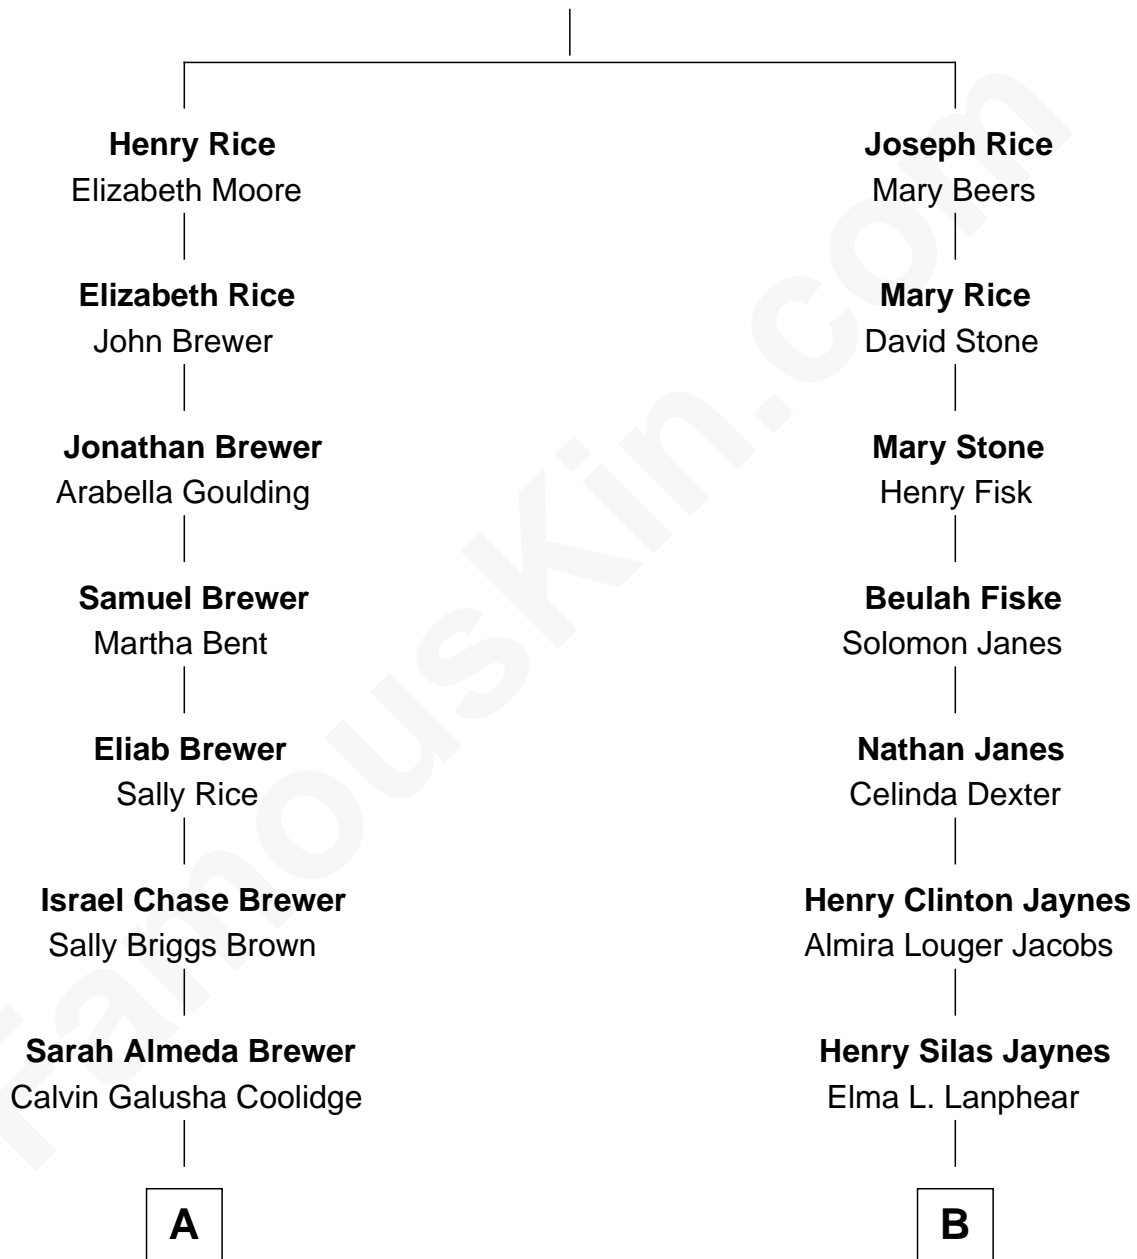 Henry Rice
Elizabeth Moore
Joseph Rice
Mary Beers
Elizabeth Rice
John Brewer
Mary Rice
David Stone
Jonathan Brewer
Arabella Goulding
Mary Stone
Henry Fisk
Samuel Brewer
Martha Bent
Beulah Fiske
Solomon Janes
Eliab Brewer
Sally Rice
Nathan Janes
Celinda Dexter
Israel Chase Brewer
Sally Briggs Brown
Henry Clinton Jaynes
Almira Louger Jacobs
Sarah Almeda Brewer
Calvin Galusha Coolidge
Henry Silas Jaynes
Elma L. Lanphear
A
B
FamousKin.com